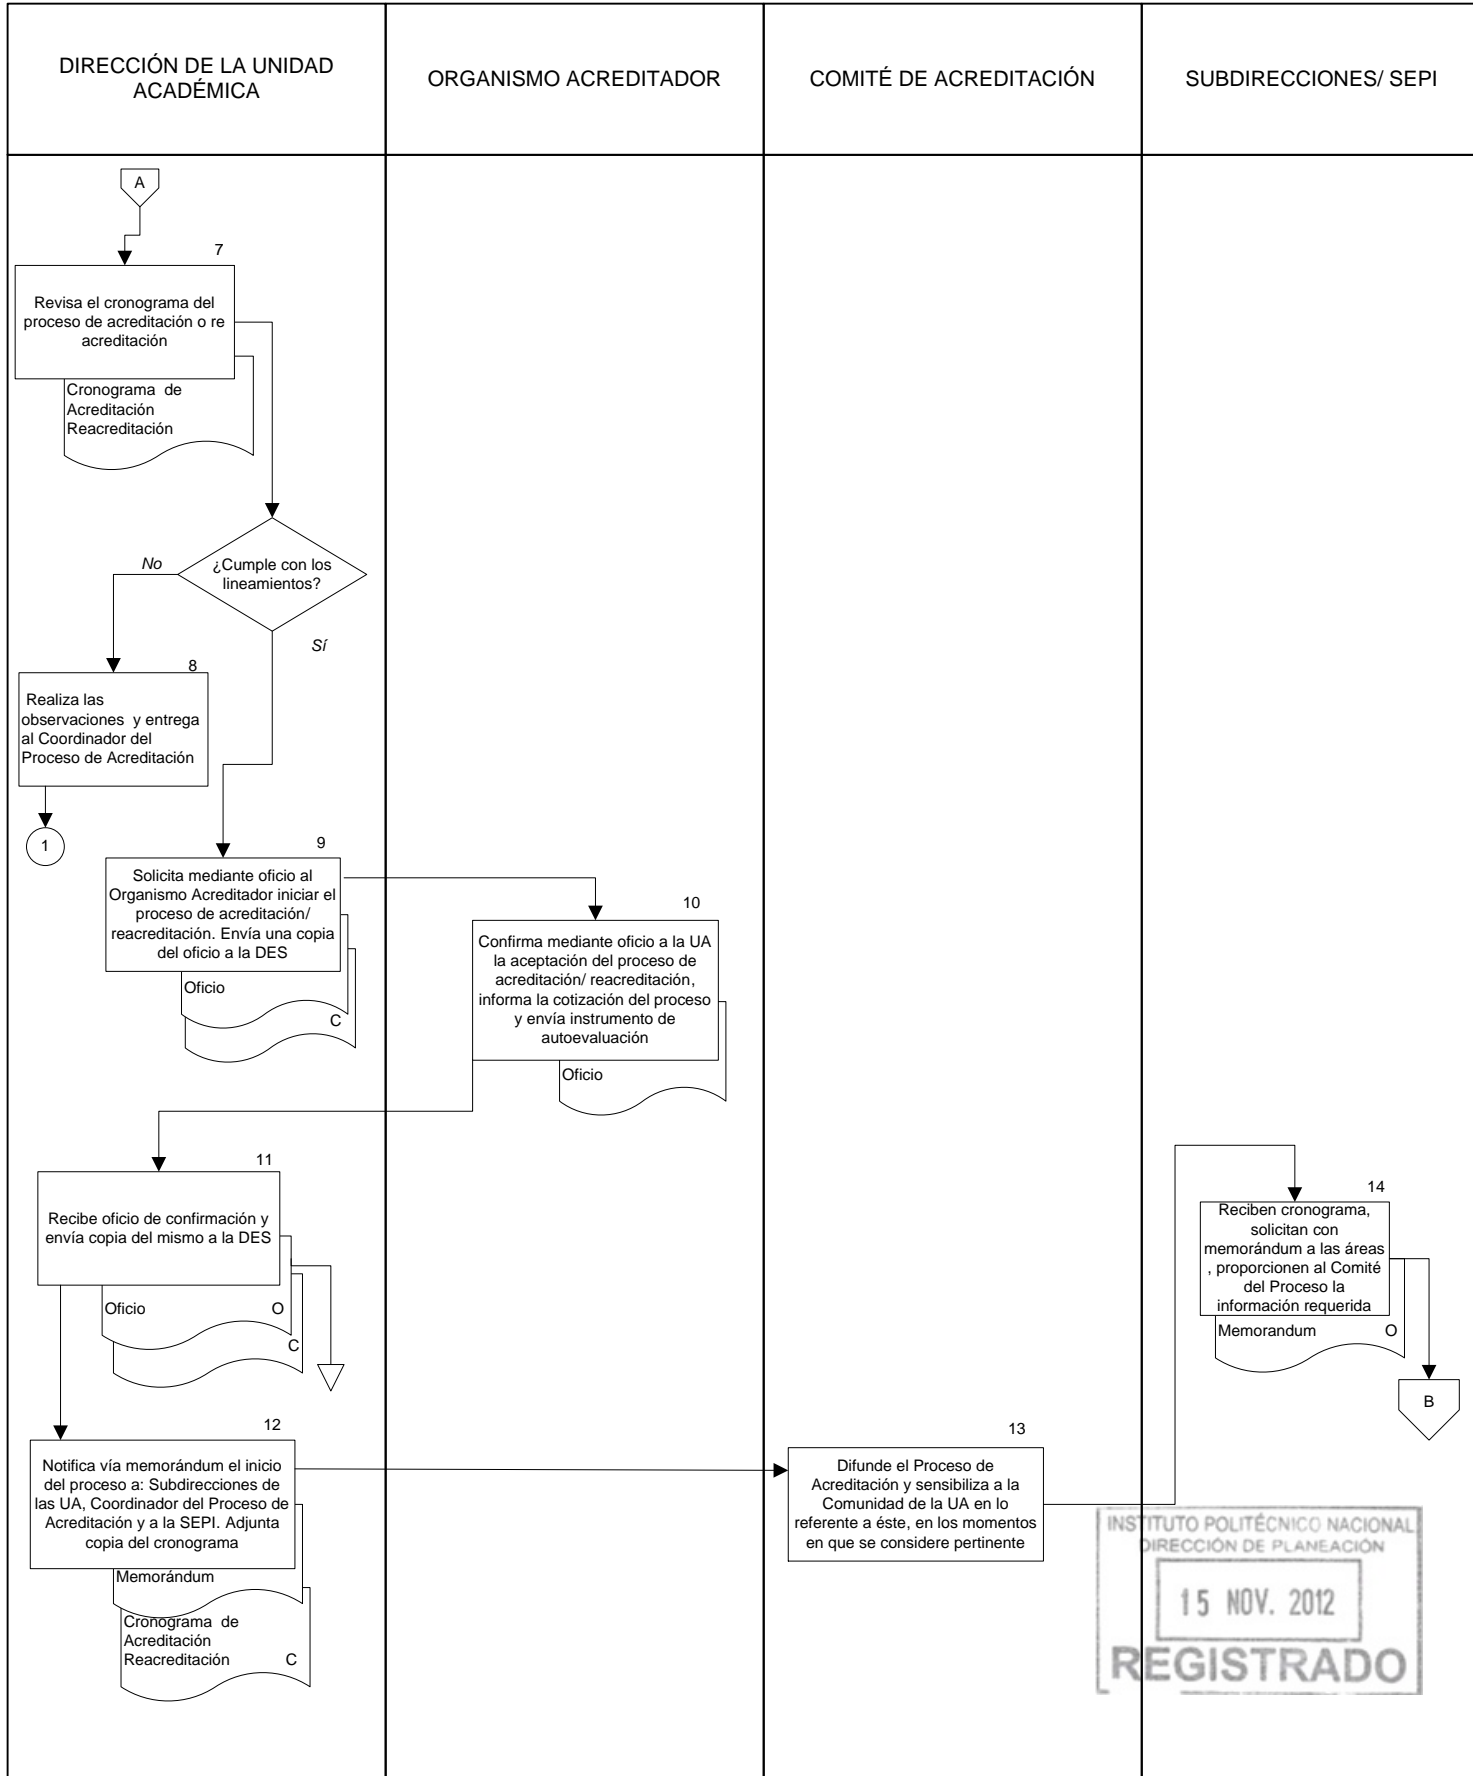 DIRECCIÓN DE LA UNIDAD
ACADÉMICA
ORGANISMO ACREDITADOR
COMITÉ DE ACREDITACIÓN
SUBDIRECCIONES/ SEPI
A
7
Revisa el cronograma del
proceso de acreditación o re
acreditación
Cronograma de
Acreditación
Reacreditación
¿Cumple con los
lineamientos?
No
Sí
8
Realiza las
observaciones y entrega
al Coordinador del
Proceso de Acreditación
1
9
Solicita mediante oficio al
Organismo Acreditador iniciar el
proceso de acreditación/
reacreditación. Envía una copia
del oficio a la DES
Oficio
C
10
Confirma mediante oficio a la UA
la aceptación del proceso de
acreditación/ reacreditación,
informa la cotización del proceso
y envía instrumento de
autoevaluación
Oficio
11
Recibe oficio de confirmación y
envía copia del mismo a la DES
Oficio O
C
12
Notifica vía memorándum el inicio
del proceso a: Subdirecciones de
las UA, Coordinador del Proceso de
Acreditación y a la SEPI. Adjunta
copia del cronograma
Memorándum
Cronograma de
Acreditación
Reacreditación C
13
Difunde el Proceso de
Acreditación y sensibiliza a la
Comunidad de la UA en lo
referente a éste, en los momentos
en que se considere pertinente
14
Reciben cronograma,
solicitan con
memorándum a las áreas
, proporcionen al Comité
del Proceso la
información requerida
Memorandum O
B
INSTITUTO POLITÉCNICO NACIONAL
DIRECCIÓN DE PLANEACIÓN
15 NOV. 2012
REGISTRADO